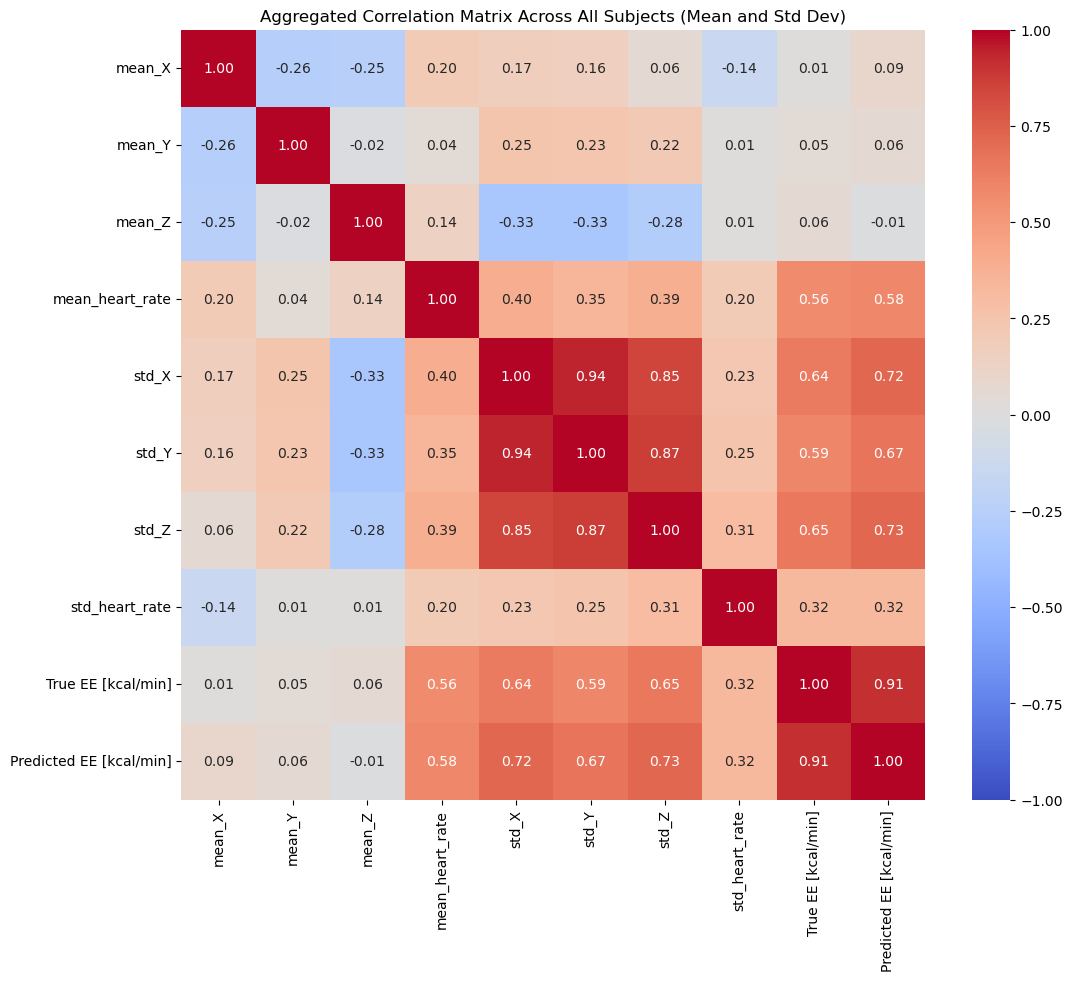 Aggregated Correlation Matrix Across All Subjects (Mean and Std Dev)
mean_X 1.00 -0.26 -0.25 0.20 0.17 0.16 0.06 -0.14 0.01 0.09
mean_Y -0.26 1.00 -0.02 0.04 0.25 0.23 0.22 0.01 0.05 0.06
mean_Z -0.25 -0.02 1.00 0.14 -0.33 -0.33 -0.28 0.01 0.06 -0.01
mean_heart_rate 0.20 0.04 0.14 1.00 0.40 0.35 0.39 0.20 0.56 0.58
std_X 0.17 0.25 -0.33 0.40 1.00 0.94 0.85 0.23 0.64 0.72
std_Y 0.16 0.23 -0.33 0.35 0.94 1.00 0.87 0.25 0.59 0.67
std_Z 0.06 0.22 -0.28 0.39 0.85 0.87 1.00 0.31 0.65 0.73
std_heart_rate -0.14 0.01 0.01 0.20 0.23 0.25 0.31 1.00 0.32 0.32
True EE [kcal/min] 0.01 0.05 0.06 0.56 0.64 0.59 0.65 0.32 1.00 0.91
Predicted EE [kcal/min] 0.09 0.06 -0.01 0.58 0.72 0.67 0.73 0.32 0.91 1.00
mean_X
mean_Y
mean_Z
mean_heart_rate
std_X
std_Y
std_Z
std_heart_rate
True EE [kcal/min]
Predicted EE [kcal/min]
1.00
0.75
0.50
0.25
0.00
−0.25
−0.50
−0.75
−1.00